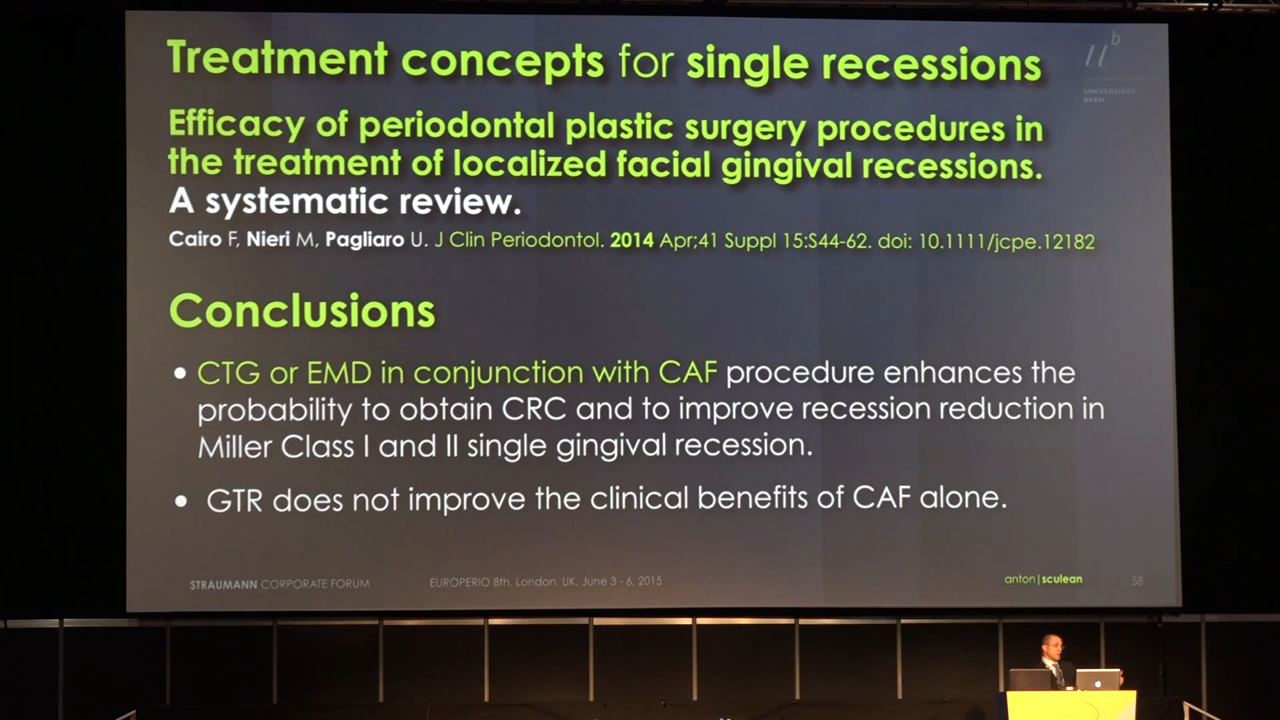 Treatment concepts for single recessions
u
b
UNIVERSITÄT
BERN
Efficacy of periodontal plastic surgery procedures in
the treatment of localized facial gingival recessions.
A systematic review.
Cairo F, Nieri M, Pagliaro U. J Clin Periodontol. 2014 Apr;41 Suppl 15:S44-62. doi: 10.1111/jcpe.12182
Conclusions
• CTG or EMD in conjunction with CAF procedure enhances the
probability to obtain CRC and to improve recession reduction in
Miller Class I and II single gingival recession.
• GTR does not improve the clinical benefits of CAF alone.
STRAUMANN CORPORATE FORUM
EUROPERIO 8th, London, UK, June 3 - 6, 2015
anton|sculean
58